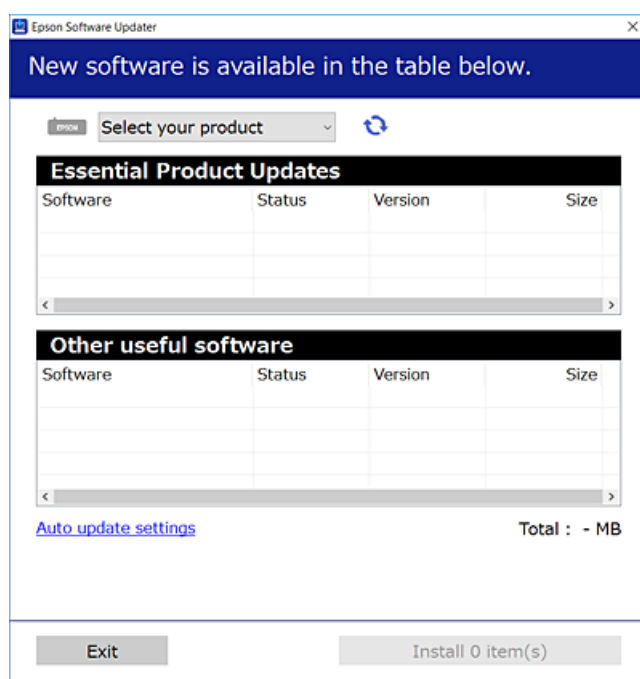 Epson Software Updater
New software is available in the table below.
EPSON Select your product
Essential Product Updates
Software Status Version Size
Other useful software
Software Status Version Size
Auto update settings Total : - MB
Exit Install 0 item(s)